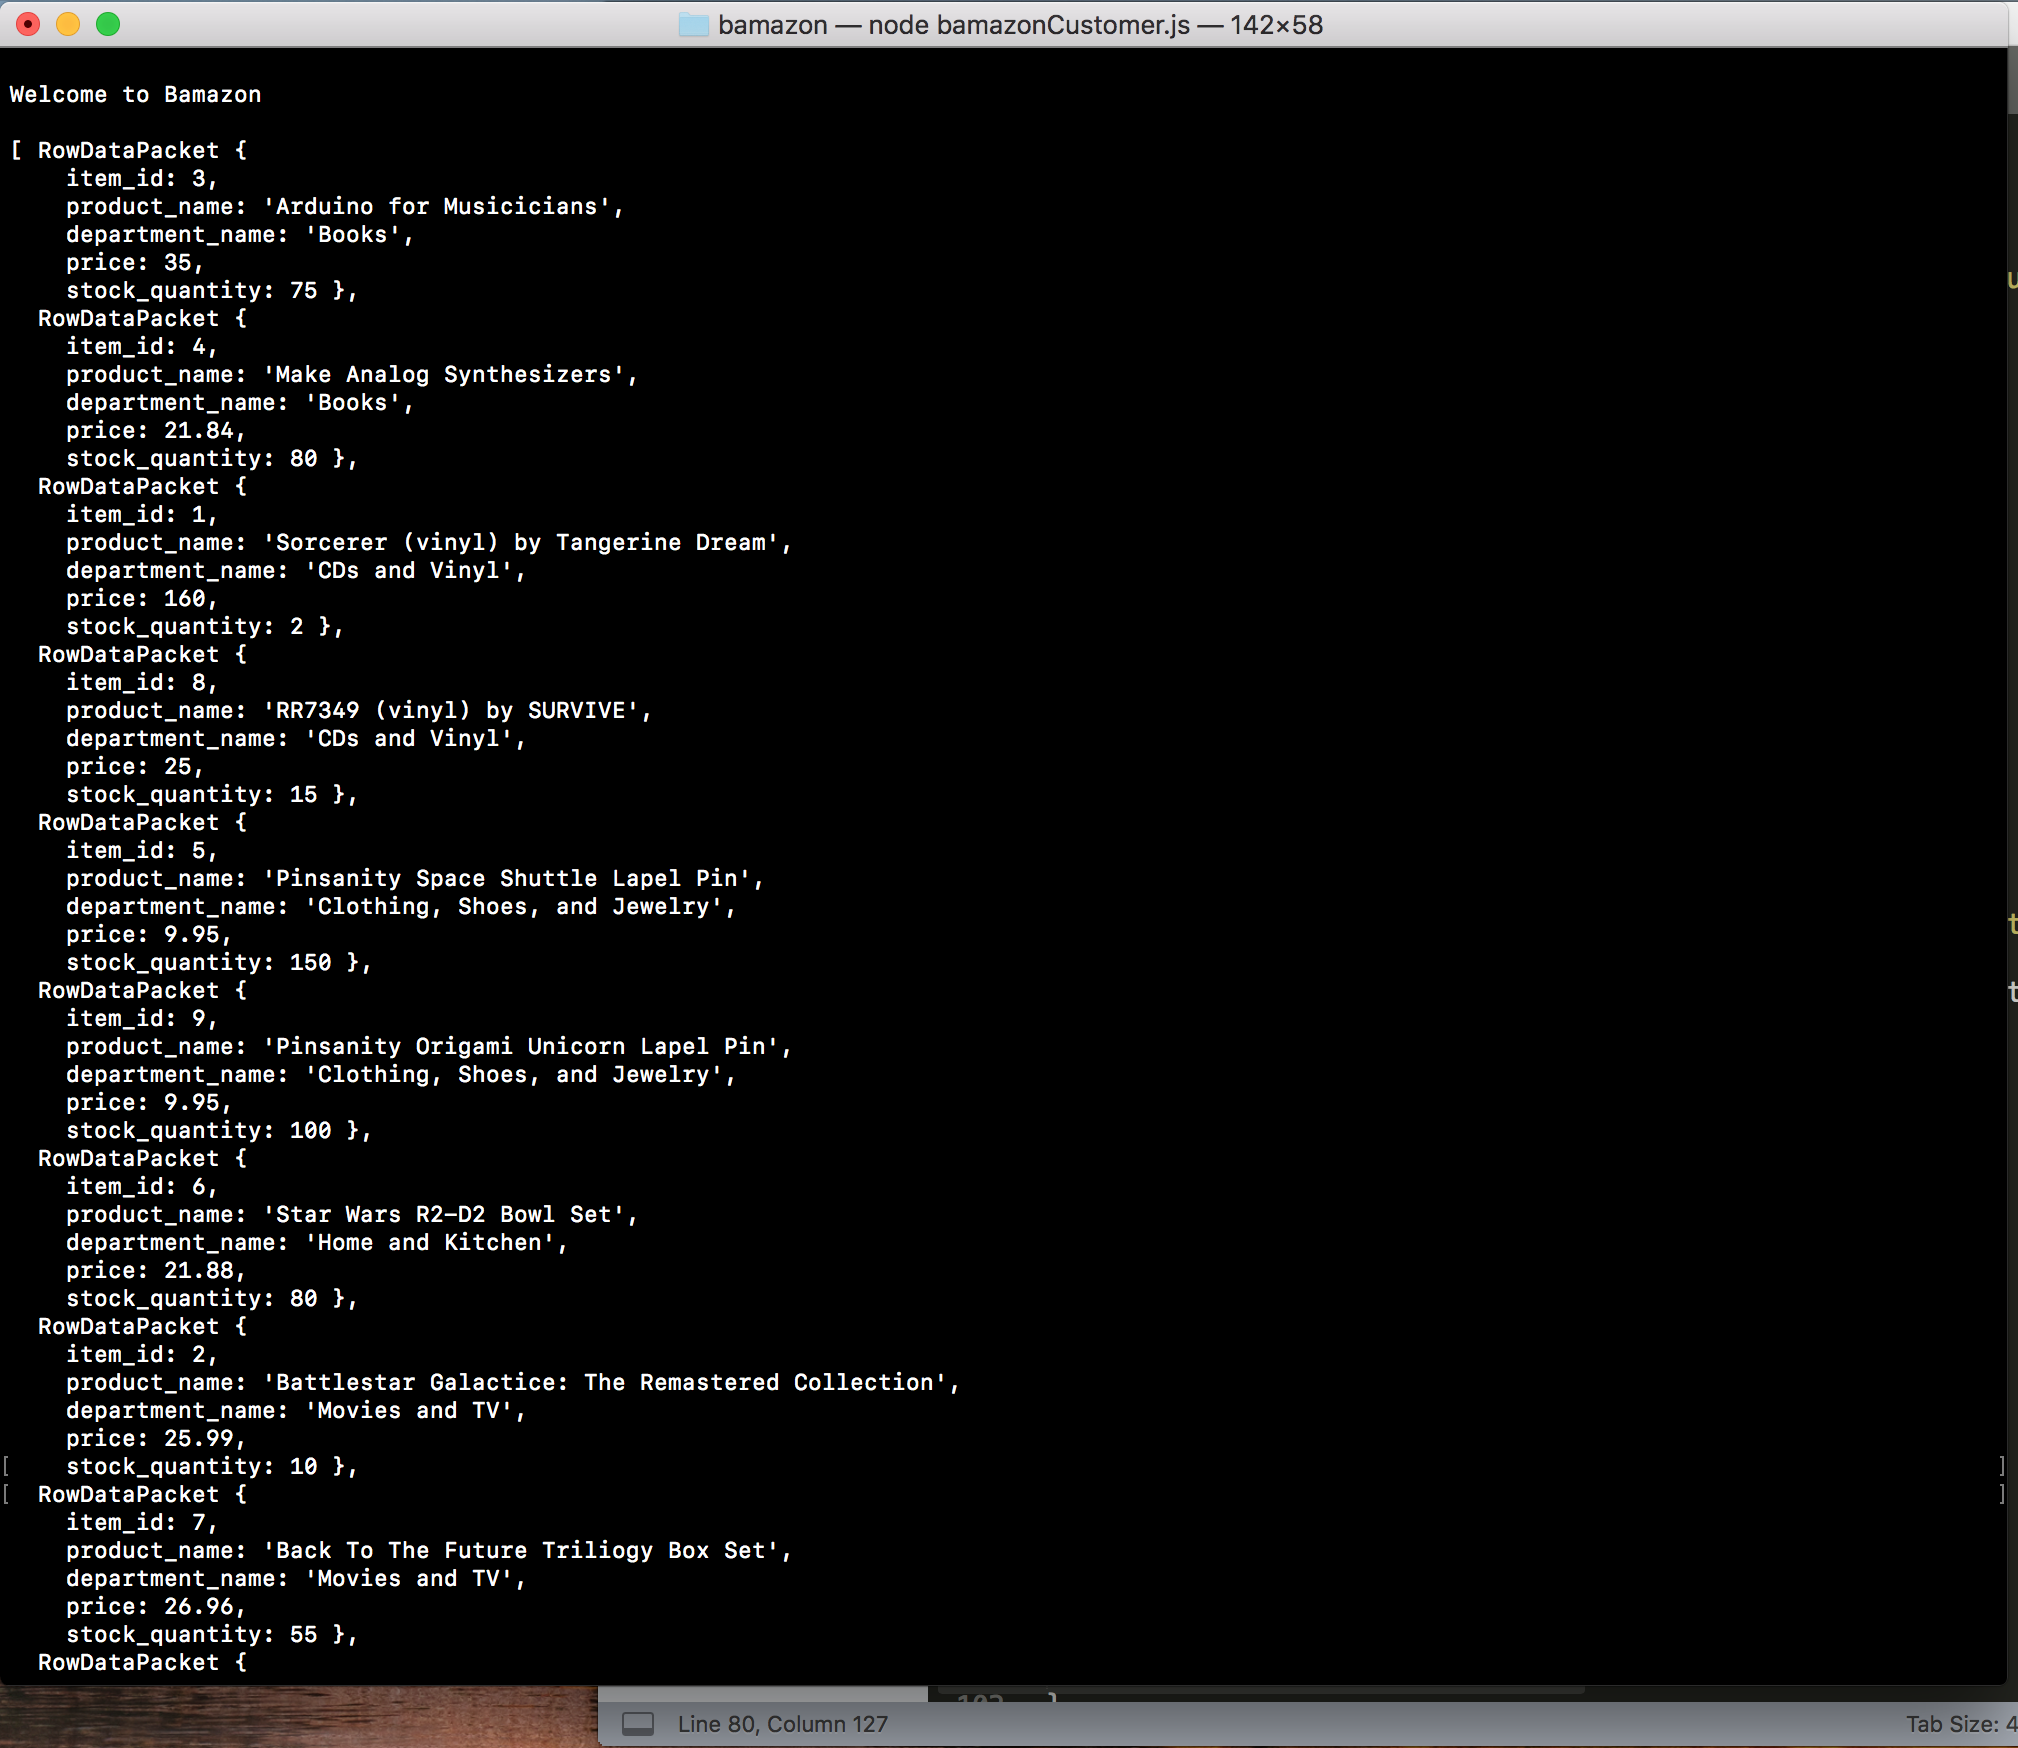 bamazon — node bamazonCustomer.js — 142×58
Welcome to Bamazon
[ RowDataPacket {
item_id: 3,
product_name: 'Arduino for Musicicians',
department_name: 'Books',
price: 35,
stock_quantity: 75 },
RowDataPacket {
item_id: 4,
product_name: 'Make Analog Synthesizers',
department_name: 'Books',
price: 21.84,
stock_quantity: 80 },
RowDataPacket {
item_id: 1,
product_name: 'Sorcerer (vinyl) by Tangerine Dream',
department_name: 'CDs and Vinyl',
price: 160,
stock_quantity: 2 },
RowDataPacket {
item_id: 8,
product_name: 'RR7349 (vinyl) by SURVIVE',
department_name: 'CDs and Vinyl',
price: 25,
stock_quantity: 15 },
RowDataPacket {
item_id: 5,
product_name: 'Pinsanity Space Shuttle Lapel Pin',
department_name: 'Clothing, Shoes, and Jewelry',
price: 9.95,
stock_quantity: 150 },
RowDataPacket {
item_id: 9,
product_name: 'Pinsanity Origami Unicorn Lapel Pin',
department_name: 'Clothing, Shoes, and Jewelry',
price: 9.95,
stock_quantity: 100 },
RowDataPacket {
item_id: 6,
product_name: 'Star Wars R2-D2 Bowl Set',
department_name: 'Home and Kitchen',
price: 21.88,
stock_quantity: 80 },
RowDataPacket {
item_id: 2,
product_name: 'Battlestar Galactice: The Remastered Collection',
department_name: 'Movies and TV',
price: 25.99,
[ stock_quantity: 10 }, ]
[ RowDataPacket { ]
item_id: 7,
product_name: 'Back To The Future Triliogy Box Set',
department_name: 'Movies and TV',
price: 26.96,
stock_quantity: 55 },
RowDataPacket {
Line 80, Column 127
Tab Size: 4